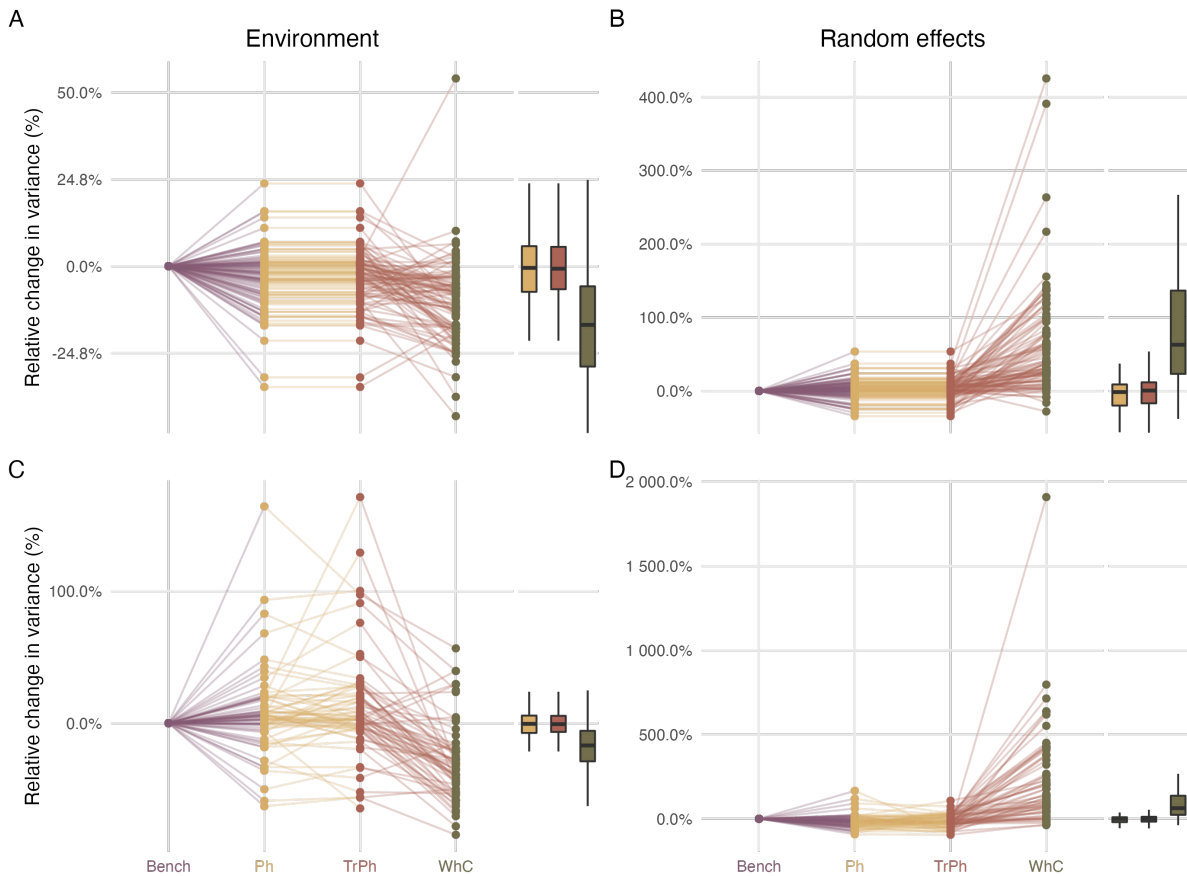 A
Environment
Relative change in variance (%)
50.0%
24.8%
0.0%
-24.8%
B
Random effects
400.0%
300.0%
200.0%
100.0%
0.0%
C
Relative change in variance (%)
100.0%
0.0%
Bench Ph TrPh WhC
D
2 000.0%
1 500.0%
1 000.0%
500.0%
0.0%
Bench Ph TrPh WhC